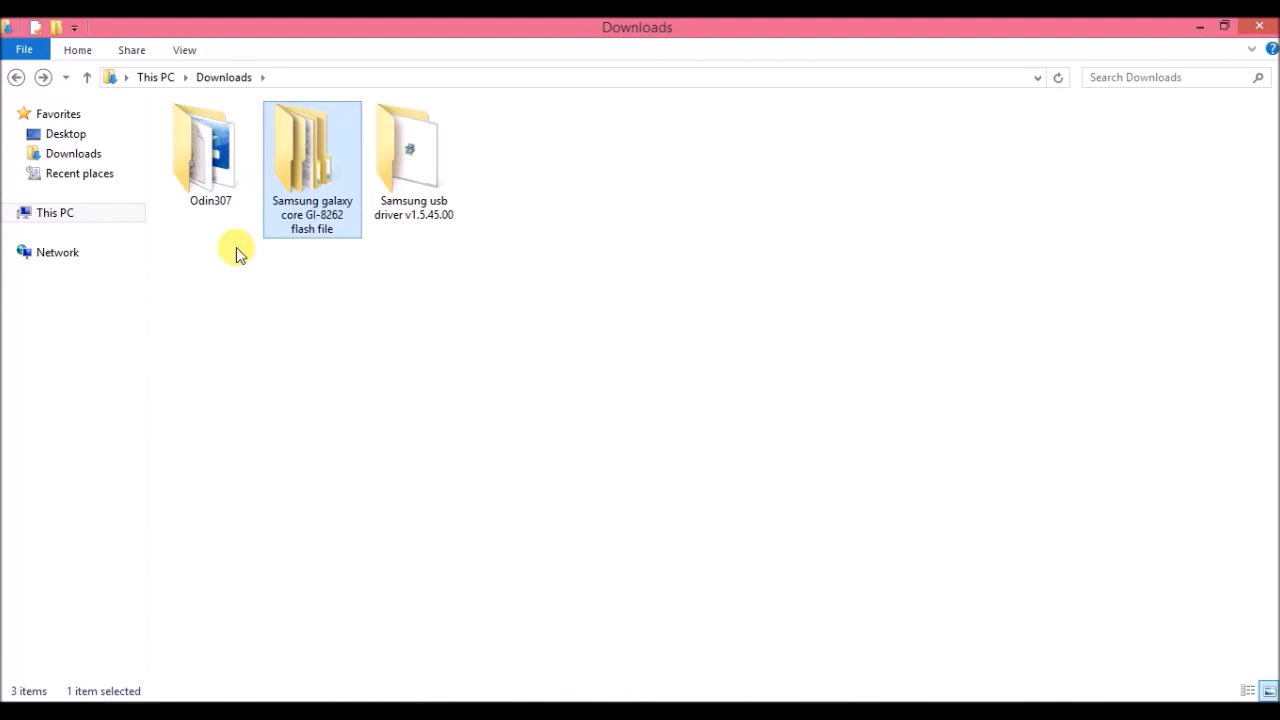 Downloads
File
Home
Share
View
This PC
Downloads
Search Downloads
Favorites
Desktop
Downloads
Recent places
This PC
Network
Odin307
Samsung galaxy
core GI-8262
flash file
Samsung usb
driver v1.5.45.00
3 items
1 item selected